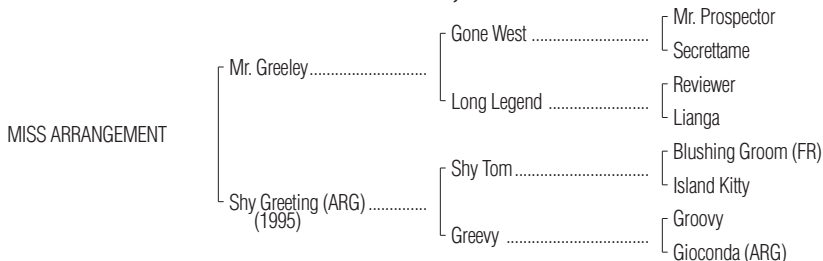 Mr. Prospector
Gone West
Secrettame
Mr. Greeley
Reviewer
Long Legend
Lianga
MISS ARRANGEMENT
Blushing Groom (FR)
Shy Tom
Island Kitty
Shy Greeting (ARG)
(1995)
Groovy
Greevy
Gioconda (ARG)